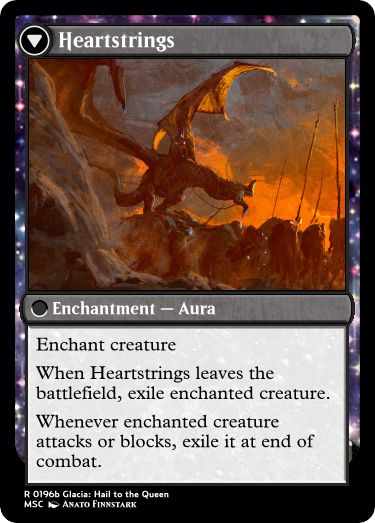 Heartstrings
Enchantment — Aura
Enchant creature
When Heartstrings leaves the
battlefield, exile enchanted creature.
Whenever enchanted creature
attacks or blocks, exile it at end of
combat.
R 0196b Glacia: Hail to the Queen
MSC Anato Finnstark